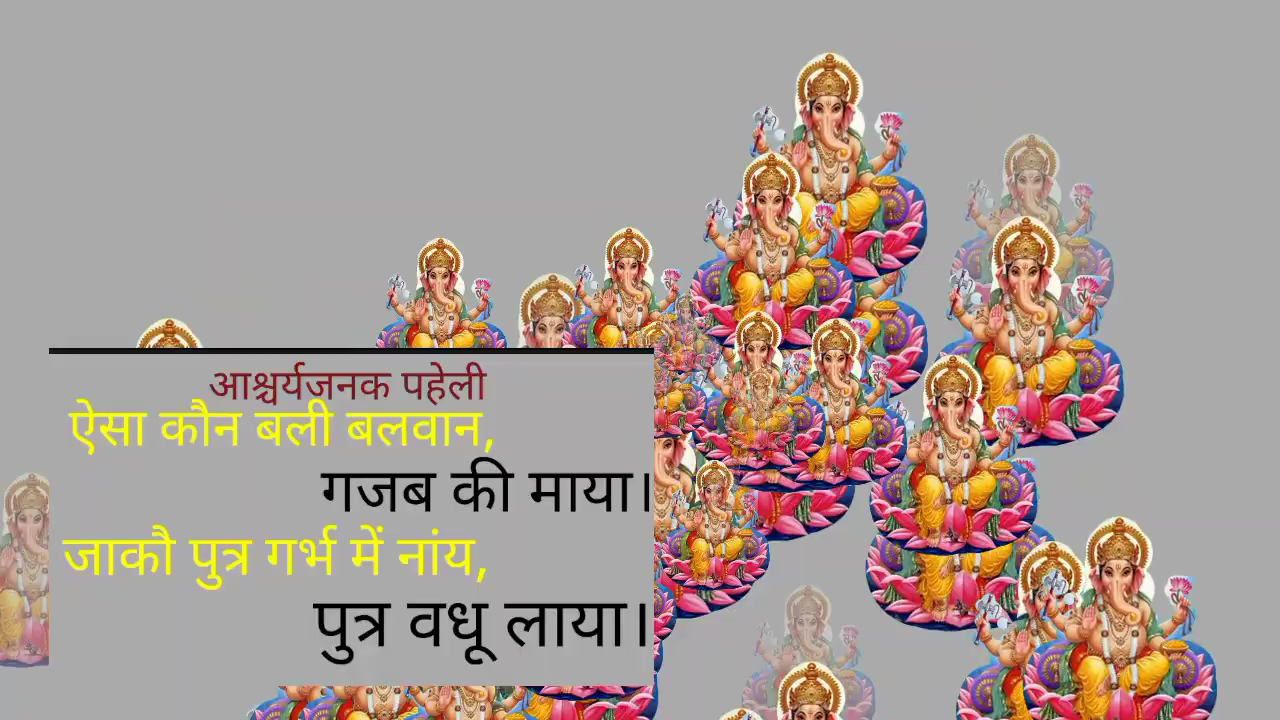 आश्चर्यजनक पहेली
ऐसा कौन बली बलवान,
गजब की माया।
जाकौ पुत्र गर्भ में नांय,
पुत्र वधू लाया।